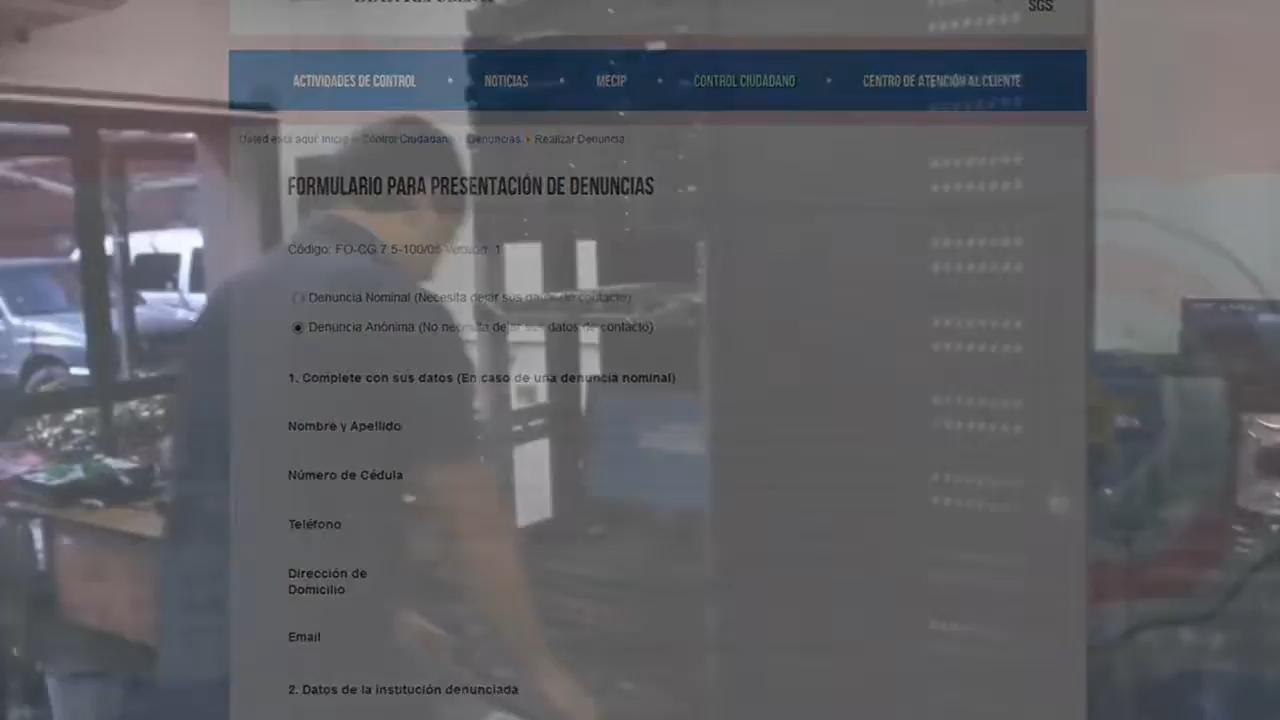 SGS
ACTIVIDADES DE CONTROL • NOTICIAS • MECIP • CONTROL CIUDADANO • CENTRO DE ATENCIÓN AL CLIENTE
Usted está aquí: Inicio Control Ciudadano Denuncias Realizar Denuncia
FORMULARIO PARA PRESENTACIÓN DE DENUNCIAS
Código: FO-CG 7.5-100/05 Versión: 1
Denuncia Nominal (Necesita dejar sus datos de contacto)
Denuncia Anónima (No necesita dejar sus datos de contacto)
1. Complete con sus datos (En caso de una denuncia nominal)
Nombre y Apellido
Número de Cédula
Teléfono
Dirección de
Domicilio
Email
2. Datos de la institución denunciada